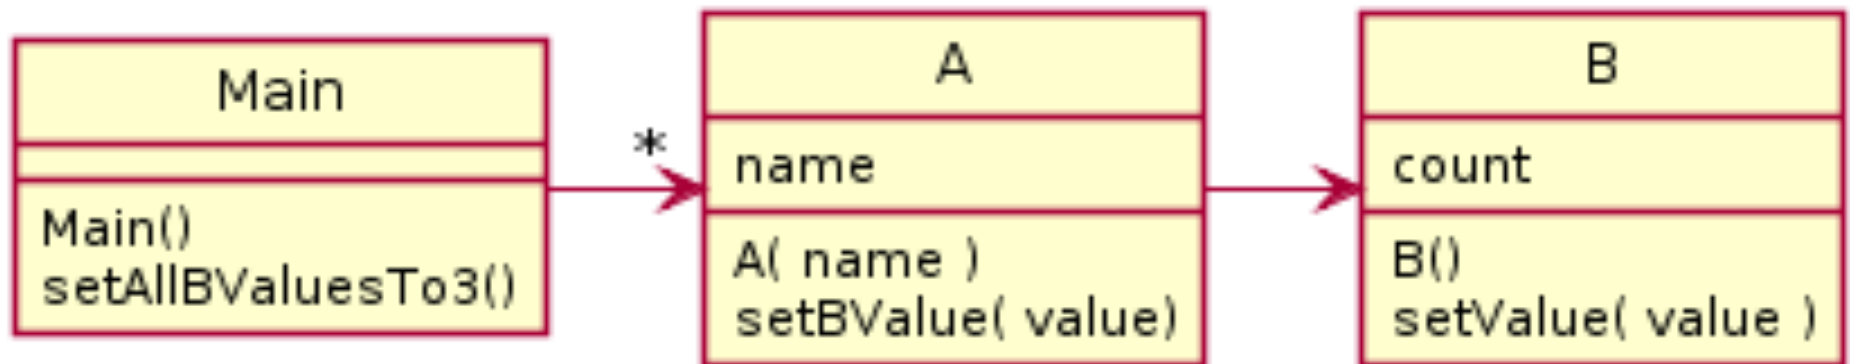 Main
Main()
setAllBValuesTo3()
*
A
name
A( name )
setBValue( value)
B
count
B()
setValue( value )